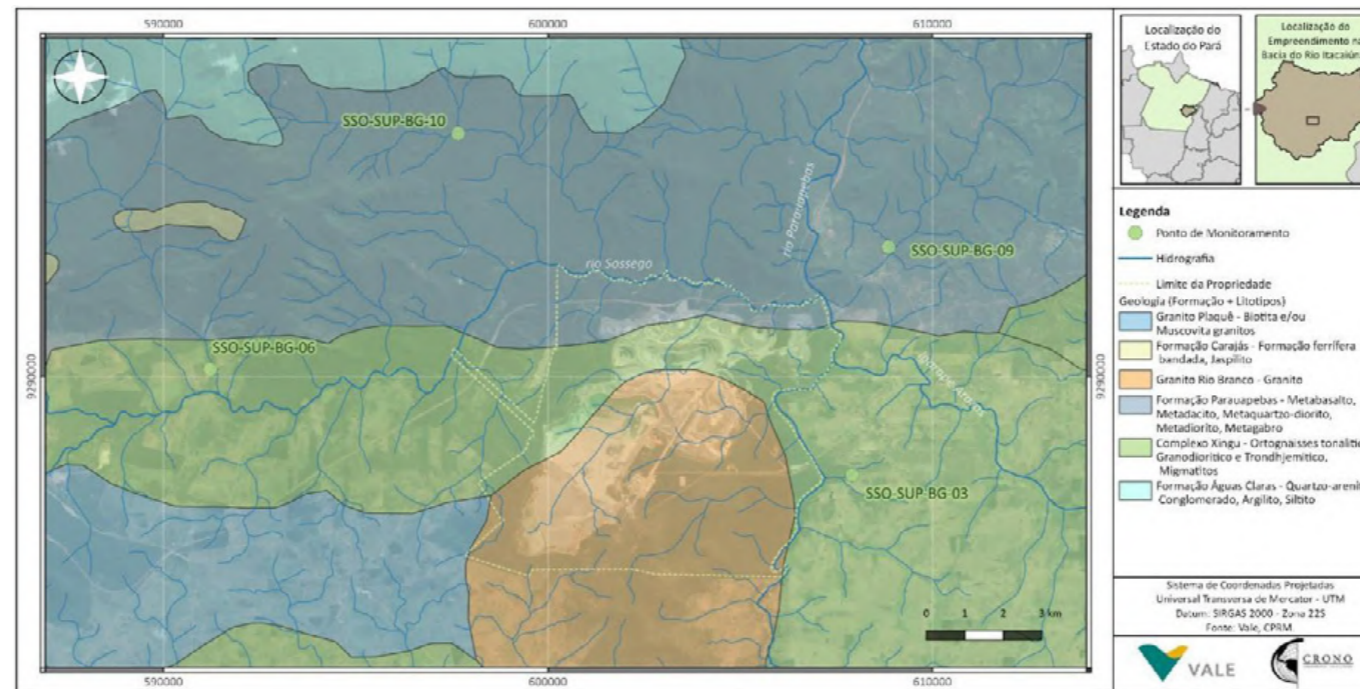 590000
600000
610000
SSO-SUP-BG-10
rio Parauapebas
SSO-SUP-BG-09
rio Sossego
SSO-SUP-BG-06
9290000
9290000
SSO-SUP-BG-03
0 1 2 3 km
590000
600000
610000
Localização do
Estado do Pará
Localização do
Empreendimento na
Bacia do Rio Itacaiún
Legenda
Ponto de Monitoramento
Hidrografia
Limite da Propriedade
Geologia (Formação + Litotipos)
Granito Plaquê - Biotita e/ou
Muscovita granitos
Formação Carajás - Formação ferrífera
bandada, Jaspilito
Granito Rio Branco - Granito
Formação Parauapebas - Metabasalto,
Metadacito, Metaquartzo-diorito,
Metadiorito, Metagabro
Complexo Xingu - Ortognaisses tonalític
Granodiorítico e Trondhjemítico,
Migmatitos
Formação Águas Claras - Quartzo-arenit
Conglomerado, Argilito, Siltito
Sistema de Coordenadas Projetadas
Universal Transversa de Mercator - UTM
Datum: SIRGAS 2000 - Zona 22S
Fonte: Vale, CPRM
VALE
CRONO